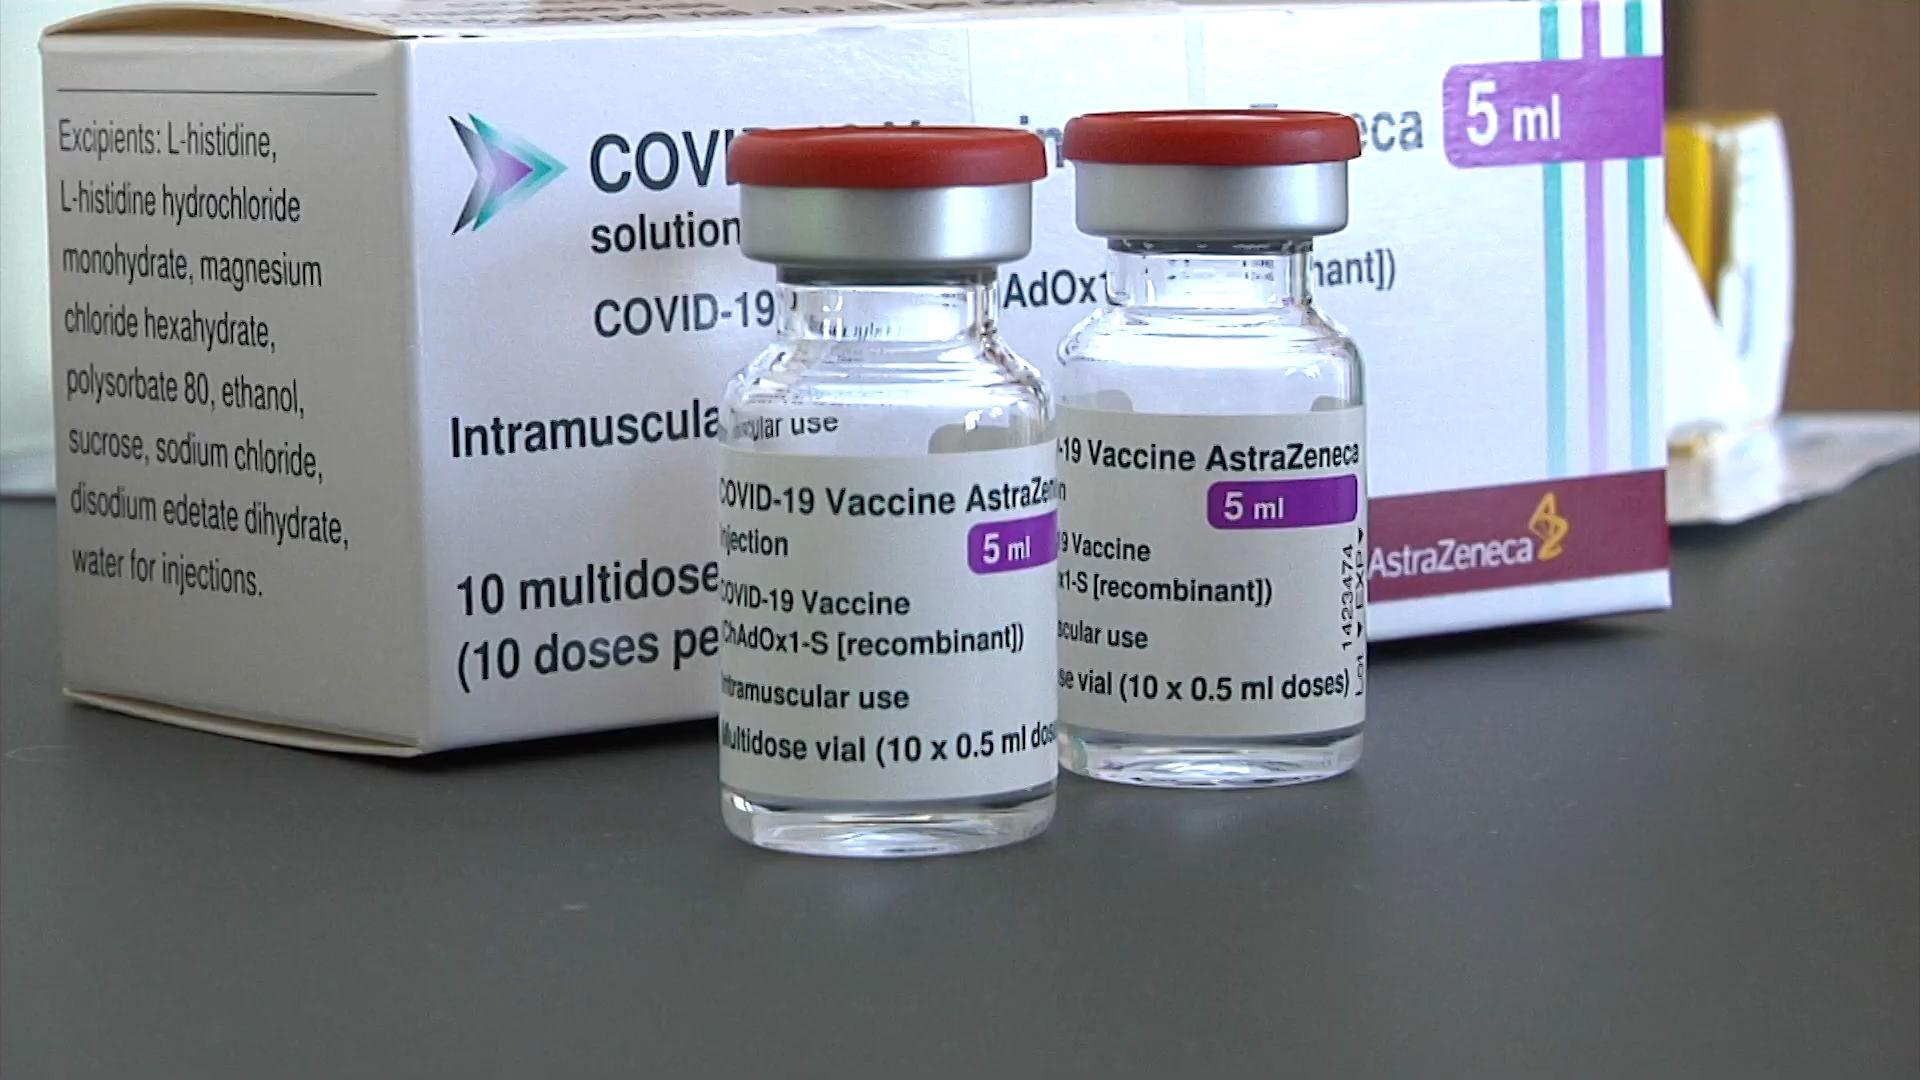 Excipients: L-histidine,
L-histidine hydrochloride
monohydrate, magnesium
chloride hexahydrate,
polysorbate 80, ethanol,
sucrose, sodium chloride,
disodium edetate dihydrate,
water for injections.
COVI
eca
5 ml
solution
COVID-19
AdOx1
nant])
Intramuscula
10 multidose
(10 doses pe
AstraZeneca
cular use
COVID-19 Vaccine AstraZen
injection
5 ml
COVID-19 Vaccine
ChAdOx1-S [recombinant])
Intramuscular use
Multidose vial (10 x 0.5 ml dos
-19 Vaccine AstraZeneca
n
5 ml
19 Vaccine
x1-S [recombinant])
scular use
se vial (10 x 0.5 ml doses)
Lot EXP
1423474